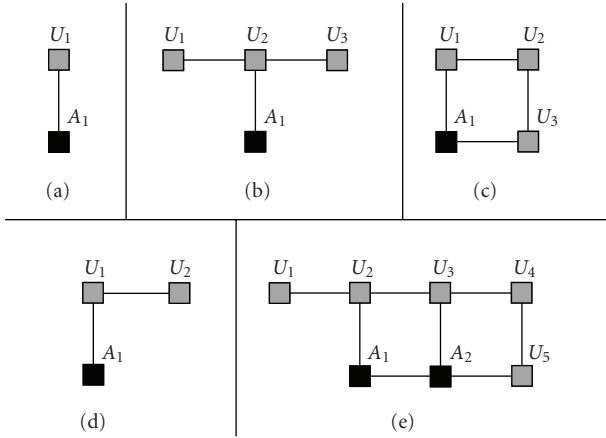 U1
A1
(a)
U1 U2 U3
A1
(b)
U1 U2
A1 U3
(c)
U1 U2
A1
(d)
U1 U2 U3 U4
A1 A2 U5
(e)